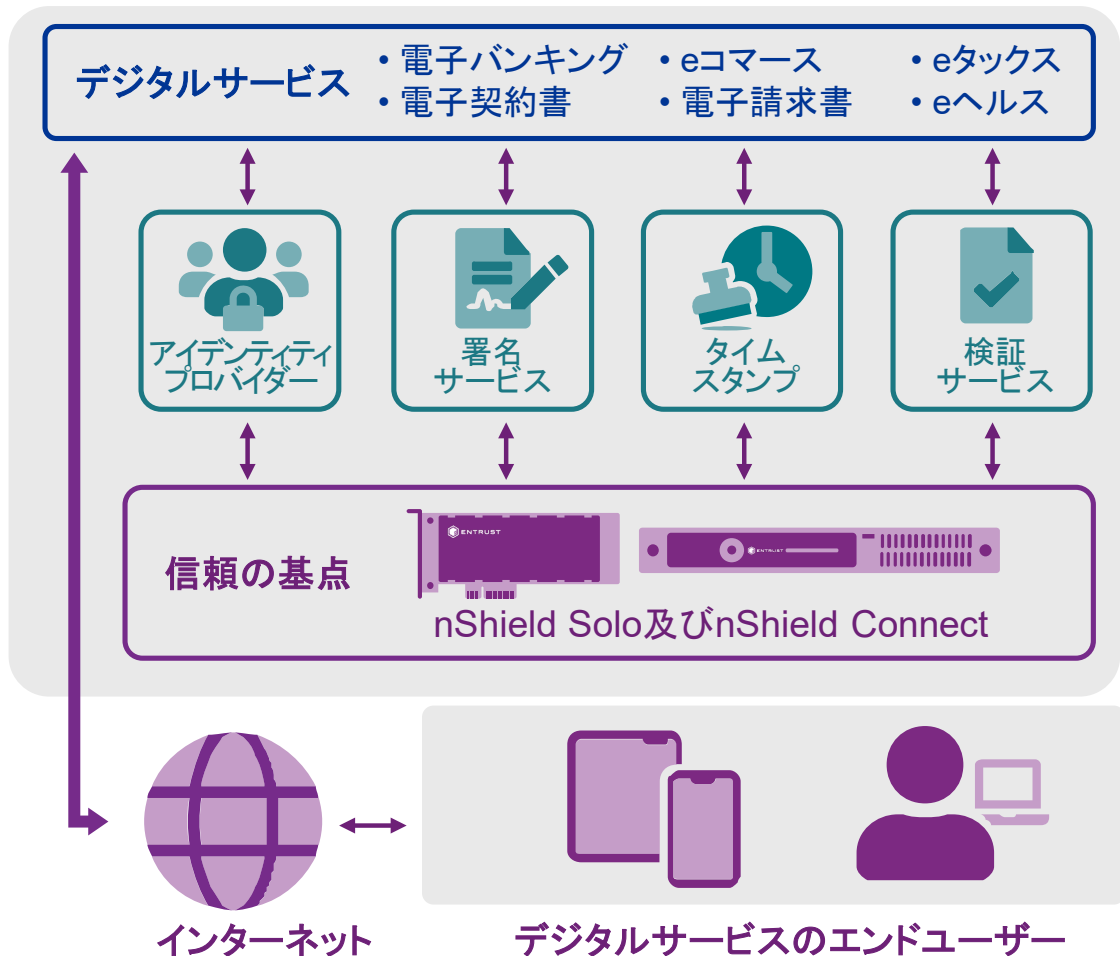 デジタルサービス
• 電子バンキング
• 電子契約書
• eコマース
• 電子請求書
• eタックス
• eヘルス
アイデンティティ
プロバイダー
署名
サービス
タイム
スタンプ
検証
サービス
信頼の基点
ENTRUST
ENTRUST
nShield Solo及びnShield Connect
インターネット
デジタルサービスのエンドユーザー